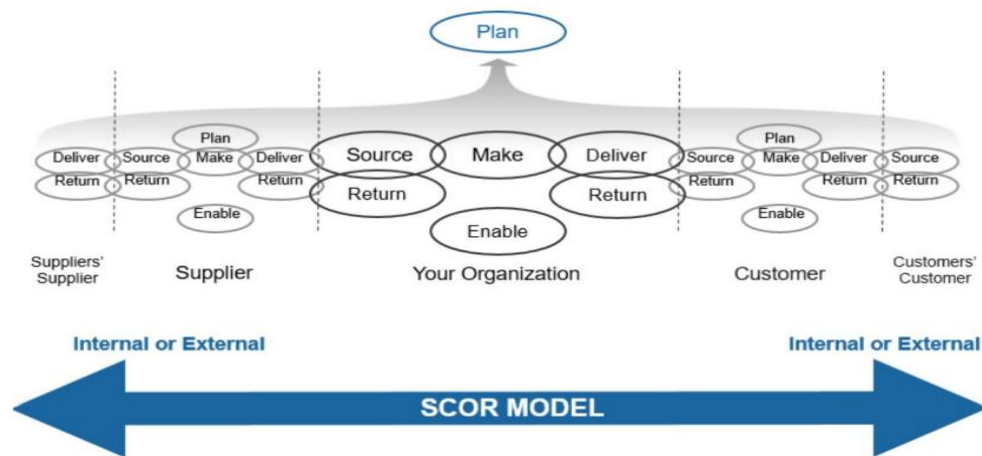 Plan
Plan
Plan
Deliver Source Make Deliver Source Make Deliver Source Make Deliver Source
Return Return Return Return Return Return Return Return
Enable Enable Enable
Suppliers'
Supplier
Supplier
Your Organization
Customer
Customers'
Customer
Internal or External
Internal or External
SCOR MODEL